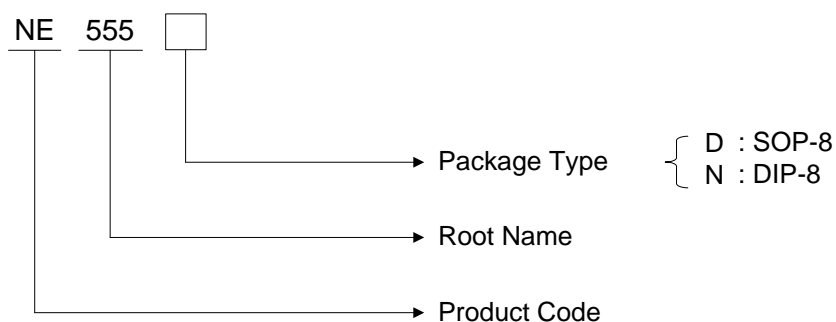 NE 555
Package Type
D : SOP-8
N : DIP-8
Root Name
Product Code